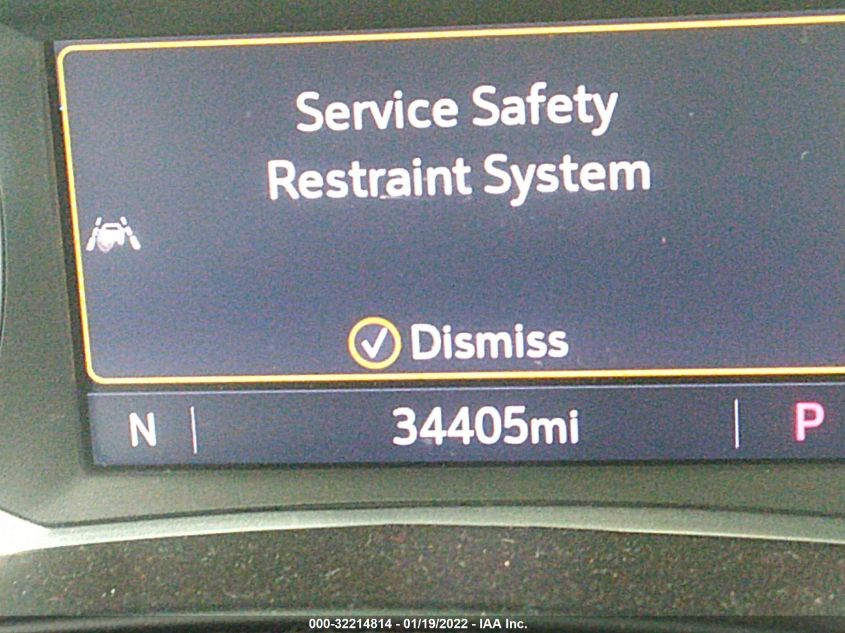 Service Safety
Restraint System
Dismiss
N
34405mi
P
000-32214814 - 01/19/2022 - IAA Inc.